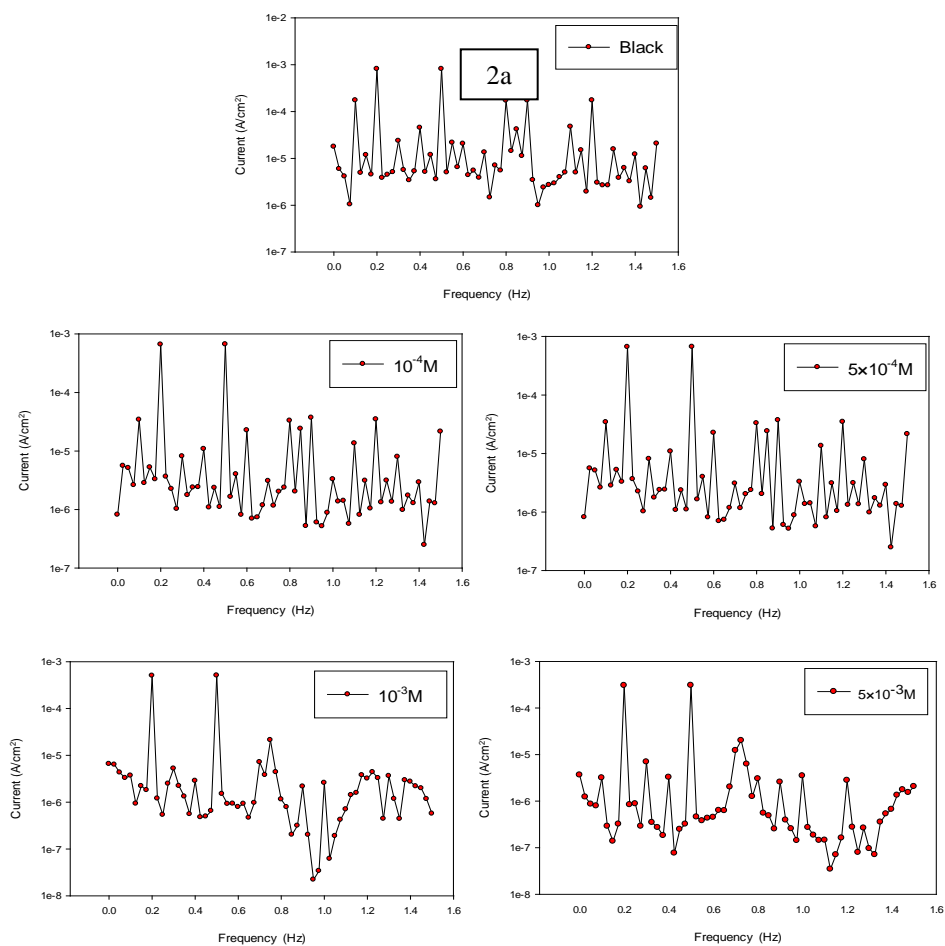 1e-2
1e-3
1e-4
1e-5
1e-6
1e-7
Current (A/cm²)
2a
Black
0.0 0.2 0.4 0.6 0.8 1.0 1.2 1.4 1.6
Frequency (Hz)
1e-3
1e-4
1e-5
1e-6
1e-7
Current (A/cm²)
10⁻⁴M
0.0 0.2 0.4 0.6 0.8 1.0 1.2 1.4 1.6
Frequency (Hz)
1e-3
1e-4
1e-5
1e-6
1e-7
Current (A/cm²)
5×10⁻⁴M
0.0 0.2 0.4 0.6 0.8 1.0 1.2 1.4 1.6
Frequency (Hz)
1e-3
1e-4
1e-5
1e-6
1e-7
1e-8
Current (A/cm²)
10⁻³M
0.0 0.2 0.4 0.6 0.8 1.0 1.2 1.4 1.6
Frequency (Hz)
1e-3
1e-4
1e-5
1e-6
1e-7
1e-8
Current (A/cm²)
5×10⁻³M
0.0 0.2 0.4 0.6 0.8 1.0 1.2 1.4 1.6
Frequency (Hz)